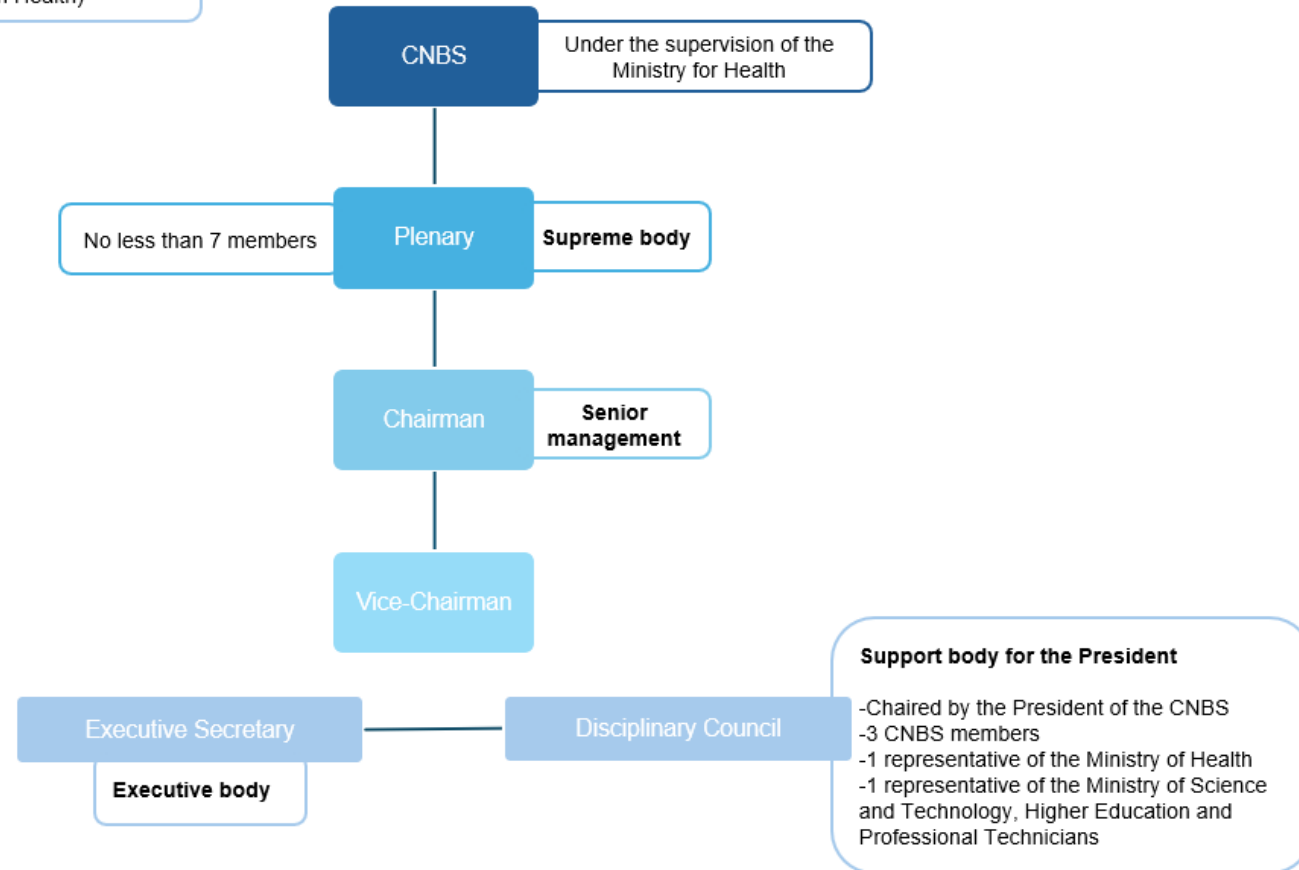 Health)
CNBS
Under the supervision of the
Ministry for Health
No less than 7 members
Plenary
Supreme body
Chairman
Senior
management
Vice-Chairman
Executive Secretary
Executive body
Disciplinary Council
Support body for the President
-Chaired by the President of the CNBS
-3 CNBS members
-1 representative of the Ministry of Health
-1 representative of the Ministry of Science
and Technology, Higher Education and
Professional Technicians